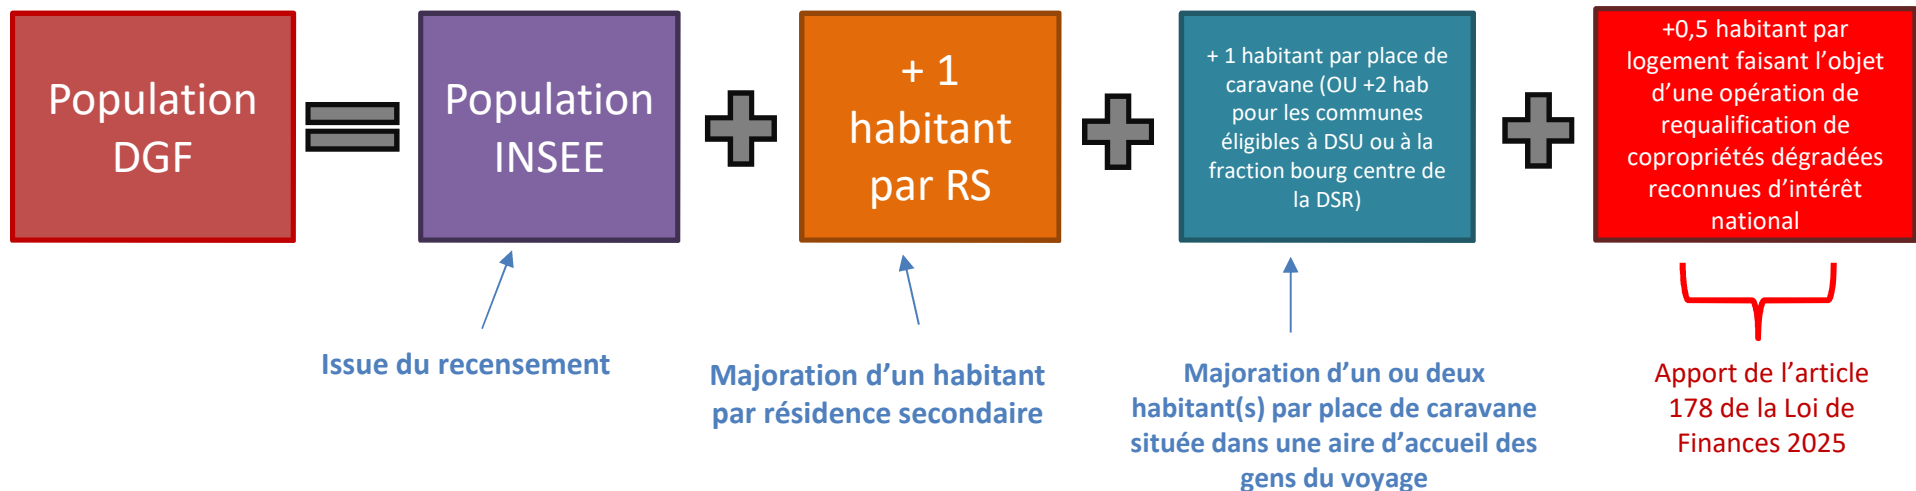 Population
DGF
Population
INSEE
+ 1
habitant
par RS
+ 1 habitant par place de
caravane (OU +2 hab
pour les communes
éligibles à DSU ou à la
fraction bourg centre de
la DSR)
+0,5 habitant par
logement faisant l’objet
d’une opération de
requalification de
copropriétés dégradées
reconnues d’intérêt
national
Issue du recensement
Majoration d’un habitant
par résidence secondaire
Majoration d’un ou deux
habitant(s) par place de caravane
située dans une aire d’accueil des
gens du voyage
Apport de l’article
178 de la Loi de
Finances 2025